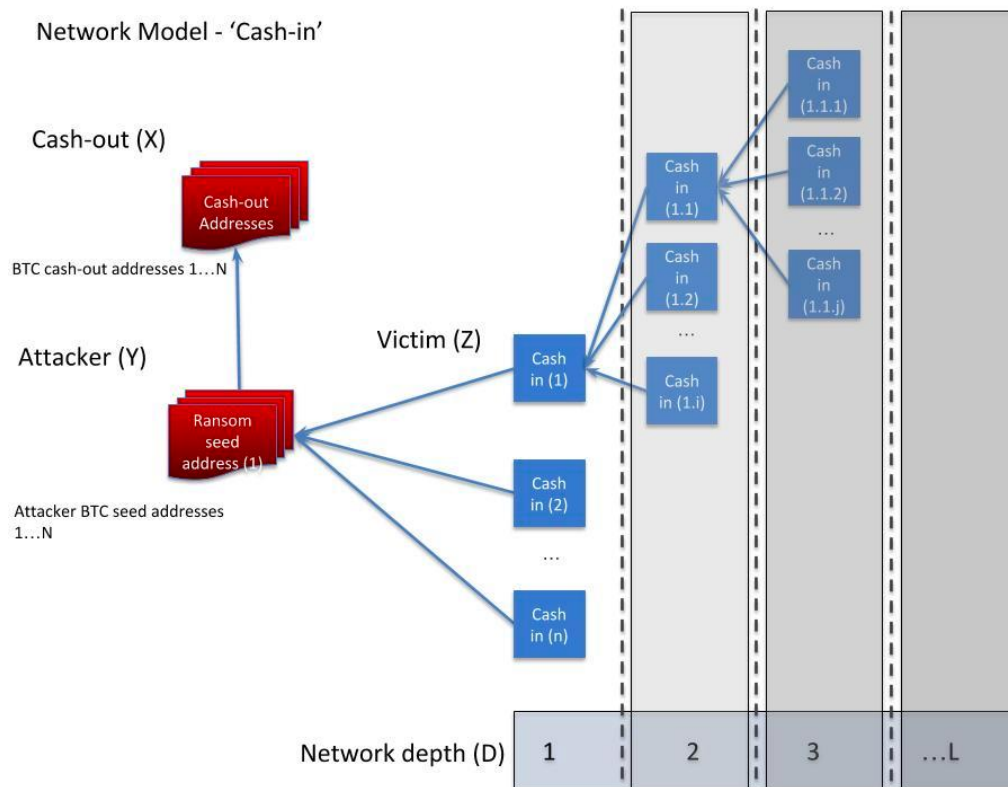 Network Model - ‘Cash-in’
Cash-out (X)
Cash-out
Addresses
BTC cash-out addresses 1…N
Attacker (Y)
Ransom
seed
address (1)
Attacker BTC seed addresses
1…N
Victim (Z)
Cash
in (1)
Cash
in (2)
…
Cash
in (n)
Cash
in
(1.1)
Cash
in
(1.2)
…
Cash
in (1.i)
Cash
in
(1.1.1)
Cash
in
(1.1.2)
…
Cash
in
(1.1.j)
Network depth (D)
1
2
3
…L